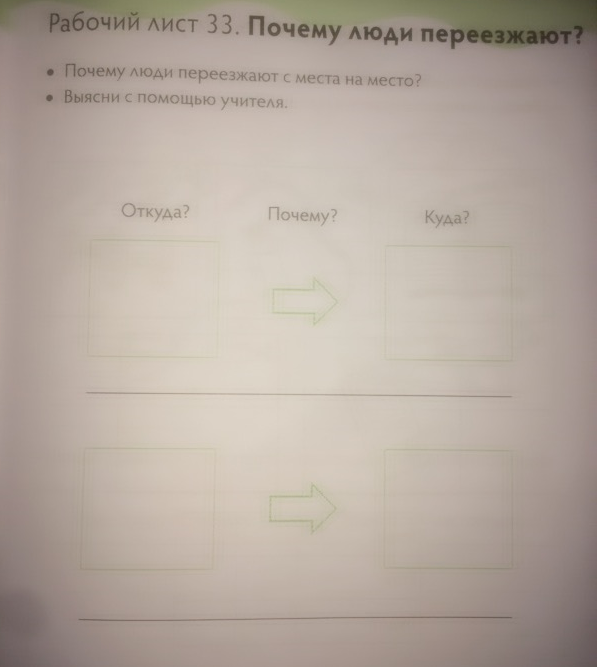 Рабочий лист 33. Почему люди переезжают?
• Почему люди переезжают с места на место?
• Выясни с помощью учителя.
Откуда? Почему? Куда?